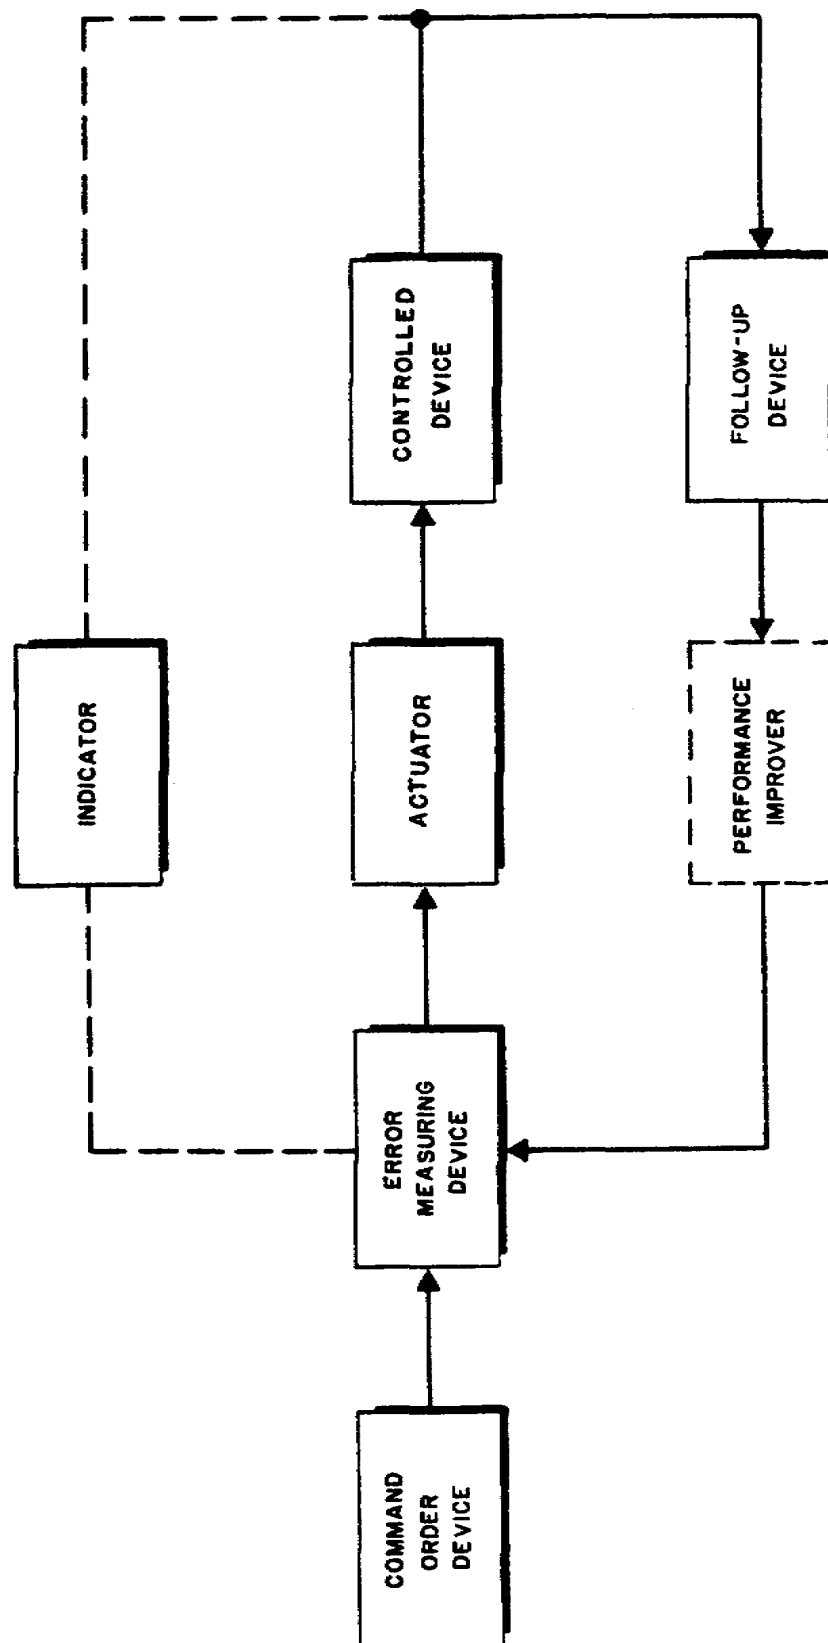 INDICATOR
COMMAND
ORDER
DEVICE
ERROR
MEASURING
DEVICE
ACTUATOR
CONTROLLED
DEVICE
PERFORMANCE
IMPROVER
FOLLOW-UP
DEVICE